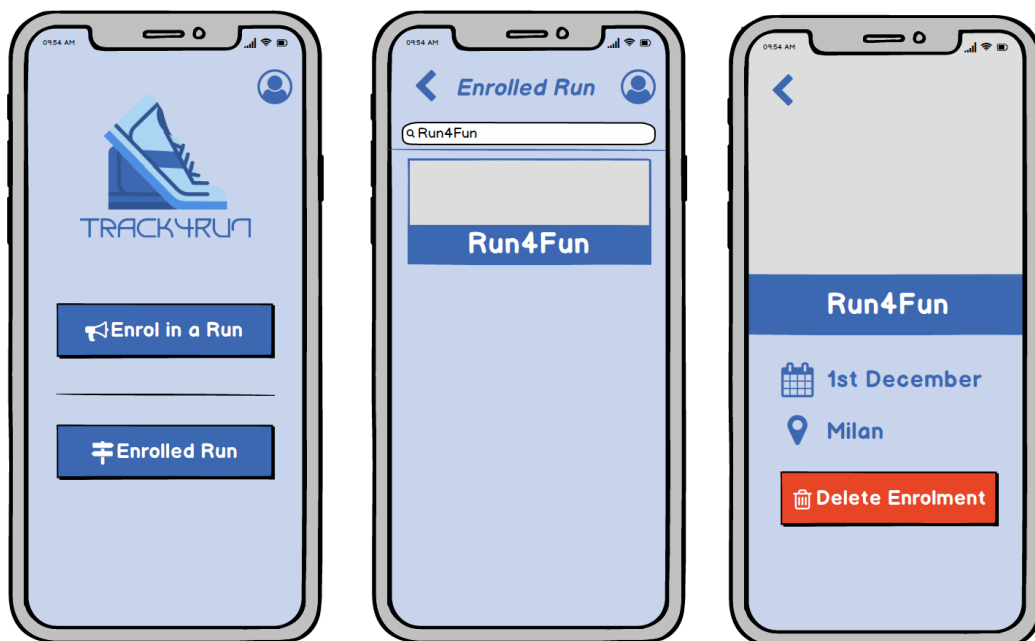 09:54 AM
TRACK4RUN
Enrol in a Run
Enrolled Run
09:54 AM
Enrolled Run
Run4Fun
Run4Fun
09:54 AM
Run4Fun
1st December
Milan
Delete Enrolment